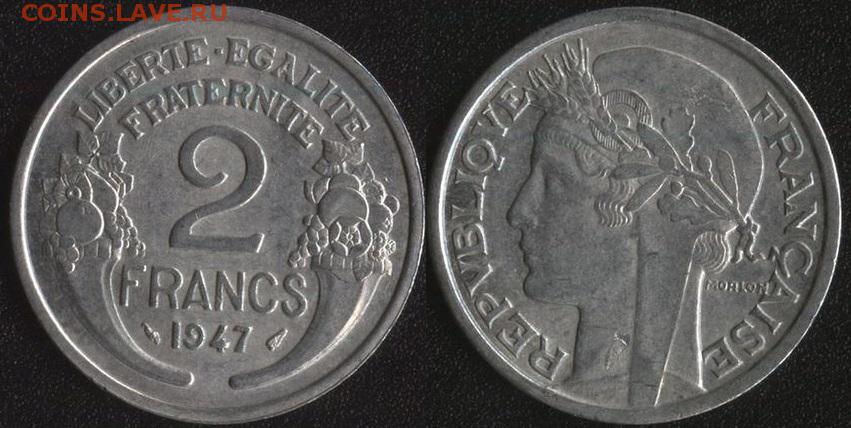 COINS.LAVE.RU
LIBERTE-EGALITE
FRATERNITE
2
FRANCS
1947
REPVBLIQVE FRANÇAISE
MORLON